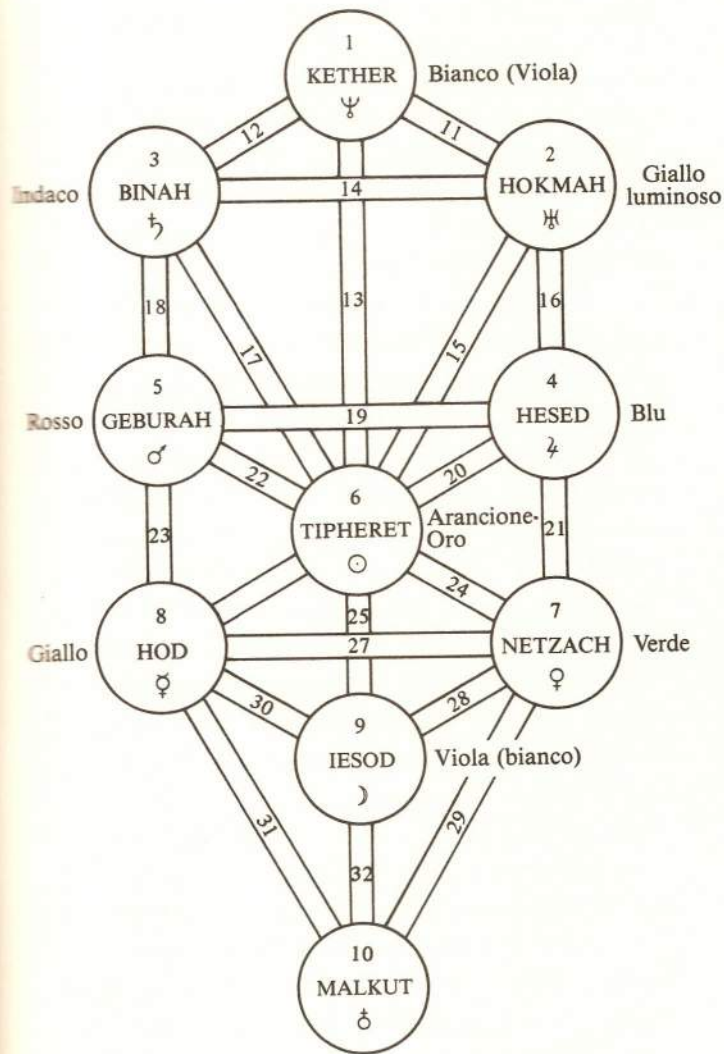 1
KETHER
♆
Bianco (Viola)
12
11
3
BINAH
♄
Indaco
14
2
HOKMAH
♅
Giallo
luminoso
18
17
13
15
16
5
GEBURAH
♂
Rosso
19
4
HESED
♃
Blu
22
20
6
TIPHERET
☉
Arancione-
Oro
23
21
24
25
8
HOD
☿
Giallo
27
7
NETZACH
♀
Verde
30
28
9
IESOD
☽
Viola (bianco)
31
29
32
10
MALKUT
♁